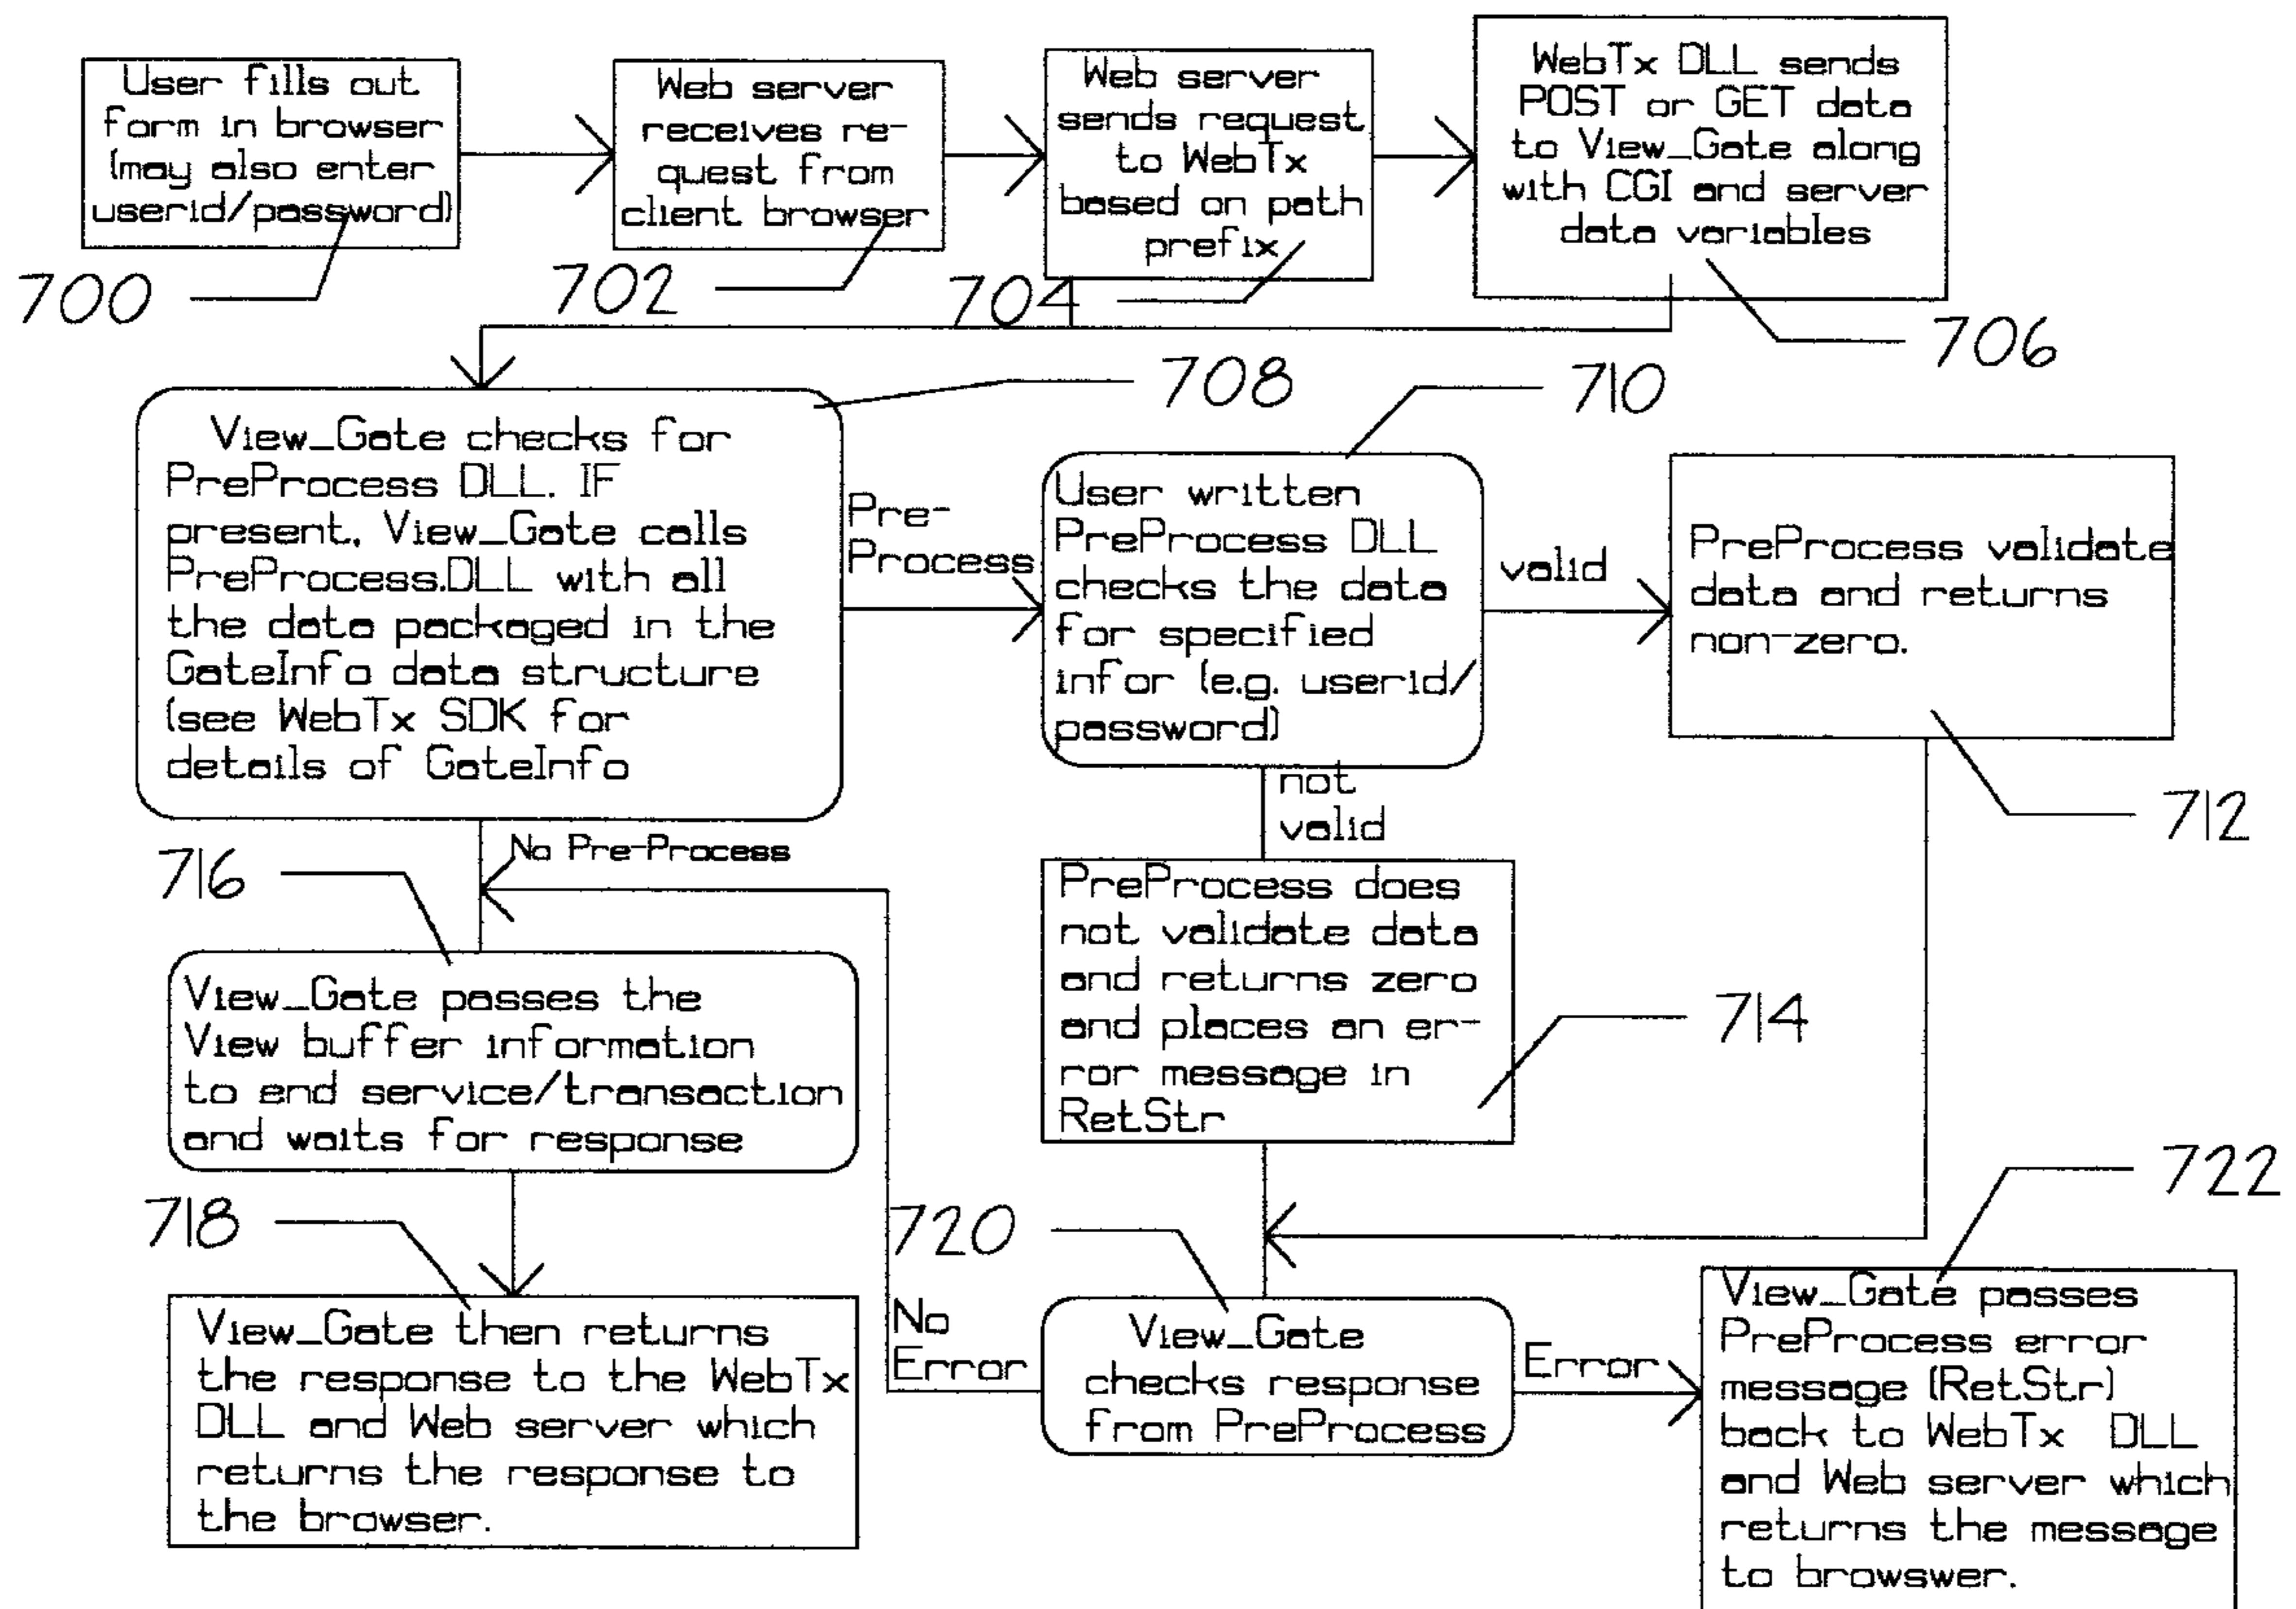 User fills out
form in browser
(may also enter
userid/password)
700
Web server
receives re-
quest from
client browser
702
Web server
sends request
to WebTx
based on path
prefix
704
WebTx DLL sends
POST or GET data
to View_Gate along
with CGI and server
data variables
706
View_Gate checks for
PreProcess DLL. IF
present, View_Gate calls
PreProcess.DLL with all
the data packaged in the
GateInfo data structure
(see WebTx SDK for
details of GateInfo
708
Pre-
Process
User written
PreProcess DLL
checks the data
for specified
infor (e.g. userid/
password)
710
valid
PreProcess validate
data and returns
non-zero.
712
not
valid
No Pre-Process
716
PreProcess does
not validate data
and returns zero
and places an er-
ror message in
RetStr
714
View_Gate passes the
View buffer information
to end service/transaction
and waits for response
718
View_Gate then returns
the response to the WebTx
DLL and Web server which
returns the response to
the browser.
720
No
Error
View_Gate
checks response
from PreProcess
Error
722
View_Gate passes
PreProcess error
message (RetStr)
back to WebTx DLL
and Web server which
returns the message
to browswer.